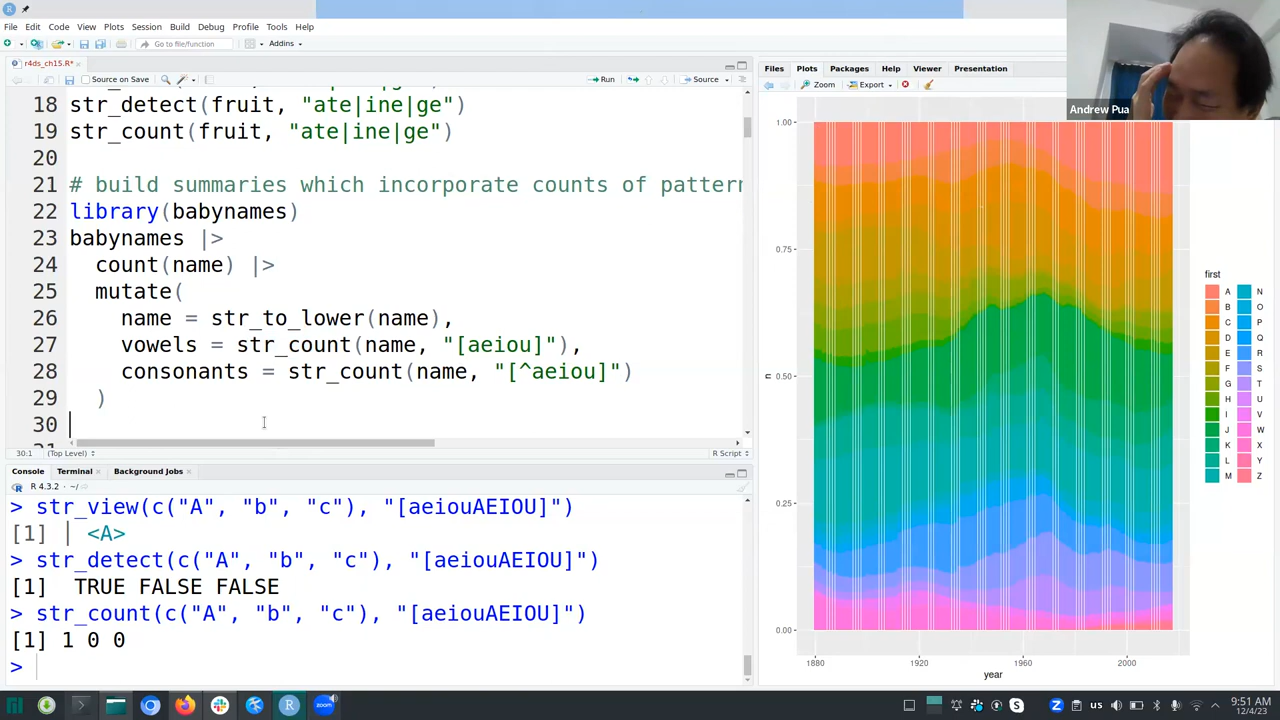 File Edit Code View Plots Session Build Debug Profile Tools Help
Go to file/function Addins
r4ds_ch15.R*
Source on Save Run Source
18 str_detect(fruit, "ate|ine|ge")
19 str_count(fruit, "ate|ine|ge")
20
21 # build summaries which incorporate counts of pattern
22 library(babynames)
23 babynames |>
24 count(name) |>
25 mutate(
26 name = str_to_lower(name),
27 vowels = str_count(name, "[aeiou]"),
28 consonants = str_count(name, "[^aeiou]")
29 )
30
30:1 (Top Level) R Script
Console Terminal Background Jobs
R 4.3.2 · ~/
> str_view(c("A", "b", "c"), "[aeiouAEIOU]")
[1] | <A>
> str_detect(c("A", "b", "c"), "[aeiouAEIOU]")
[1] TRUE FALSE FALSE
> str_count(c("A", "b", "c"), "[aeiouAEIOU]")
[1] 1 0 0
>
Files Plots Packages Help Viewer Presentation
Zoom Export
Andrew Pua
1.00
0.75
0.50
0.25
0.00
n
1880 1920 1960 2000
year
first
A N
B O
C P
D Q
E R
F S
G T
H U
I V
J W
K X
L Y
M Z
us 9:51 AM
12/4/23